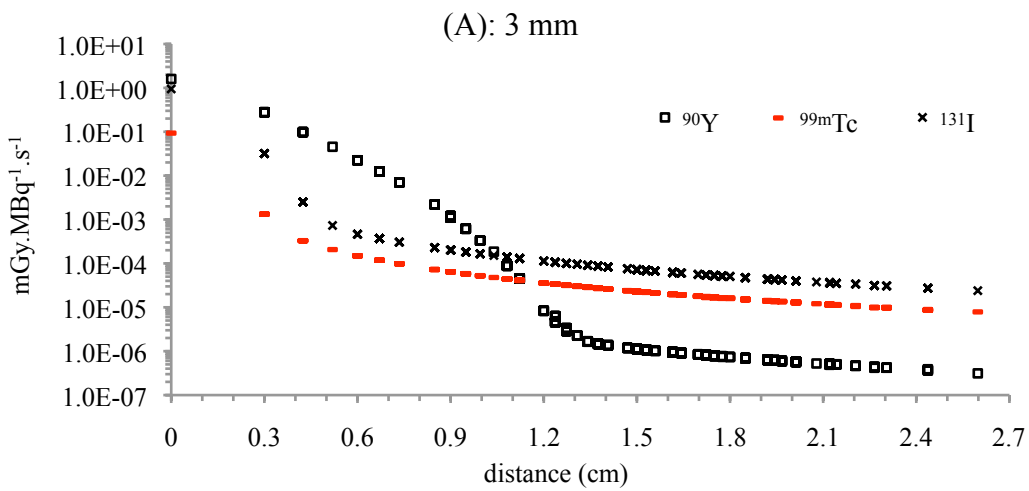 (A): 3 mm
1.0E+01
1.0E+00
1.0E-01
1.0E-02
1.0E-03
1.0E-04
1.0E-05
1.0E-06
1.0E-07
mGy.MBq⁻¹.s⁻¹
⁹⁰Y ⁹⁹ᵐTc ¹³¹I
0 0.3 0.6 0.9 1.2 1.5 1.8 2.1 2.4 2.7
distance (cm)